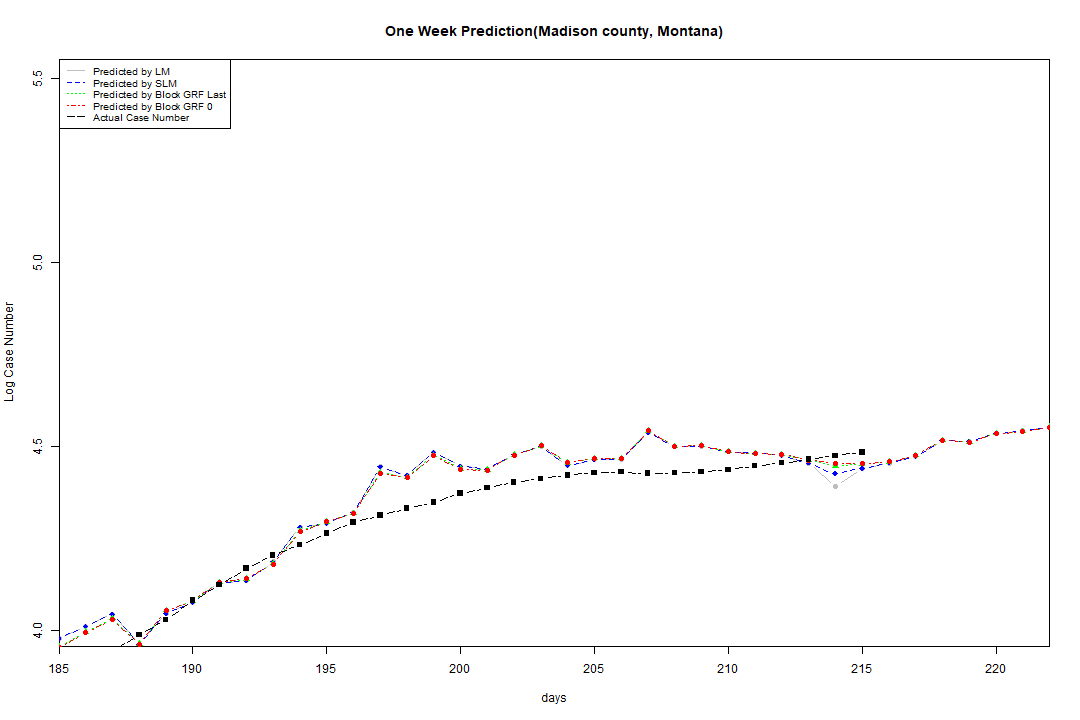 One Week Prediction(Madison county, Montana)
Predicted by LM
Predicted by SLM
Predicted by Block GRF Last
Predicted by Block GRF 0
Actual Case Number
5.5
5.0
4.5
4.0
Log Case Number
185 190 195 200 205 210 215 220
days